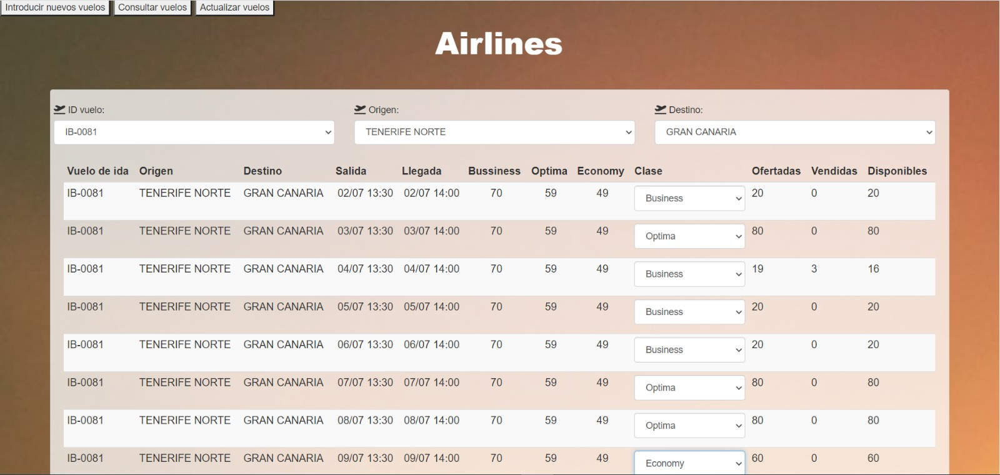 Introducir nuevos vuelos Consultar vuelos Actualizar vuelos
Airlines
ID vuelo: Origen: Destino:
IB-0081 TENERIFE NORTE GRAN CANARIA
Vuelo de ida Origen Destino Salida Llegada Bussiness Optima Economy Clase Ofertadas Vendidas Disponibles
IB-0081 TENERIFE NORTE GRAN CANARIA 02/07 13:30 02/07 14:00 70 59 49 Business 20 0 20
IB-0081 TENERIFE NORTE GRAN CANARIA 03/07 13:30 03/07 14:00 70 59 49 Optima 80 0 80
IB-0081 TENERIFE NORTE GRAN CANARIA 04/07 13:30 04/07 14:00 70 59 49 Business 19 3 16
IB-0081 TENERIFE NORTE GRAN CANARIA 05/07 13:30 05/07 14:00 70 59 49 Business 20 0 20
IB-0081 TENERIFE NORTE GRAN CANARIA 06/07 13:30 06/07 14:00 70 59 49 Business 20 0 20
IB-0081 TENERIFE NORTE GRAN CANARIA 07/07 13:30 07/07 14:00 70 59 49 Optima 80 0 80
IB-0081 TENERIFE NORTE GRAN CANARIA 08/07 13:30 08/07 14:00 70 59 49 Optima 80 0 80
IB-0081 TENERIFE NORTE GRAN CANARIA 09/07 13:30 09/07 14:00 70 59 49 Economy 60 0 60